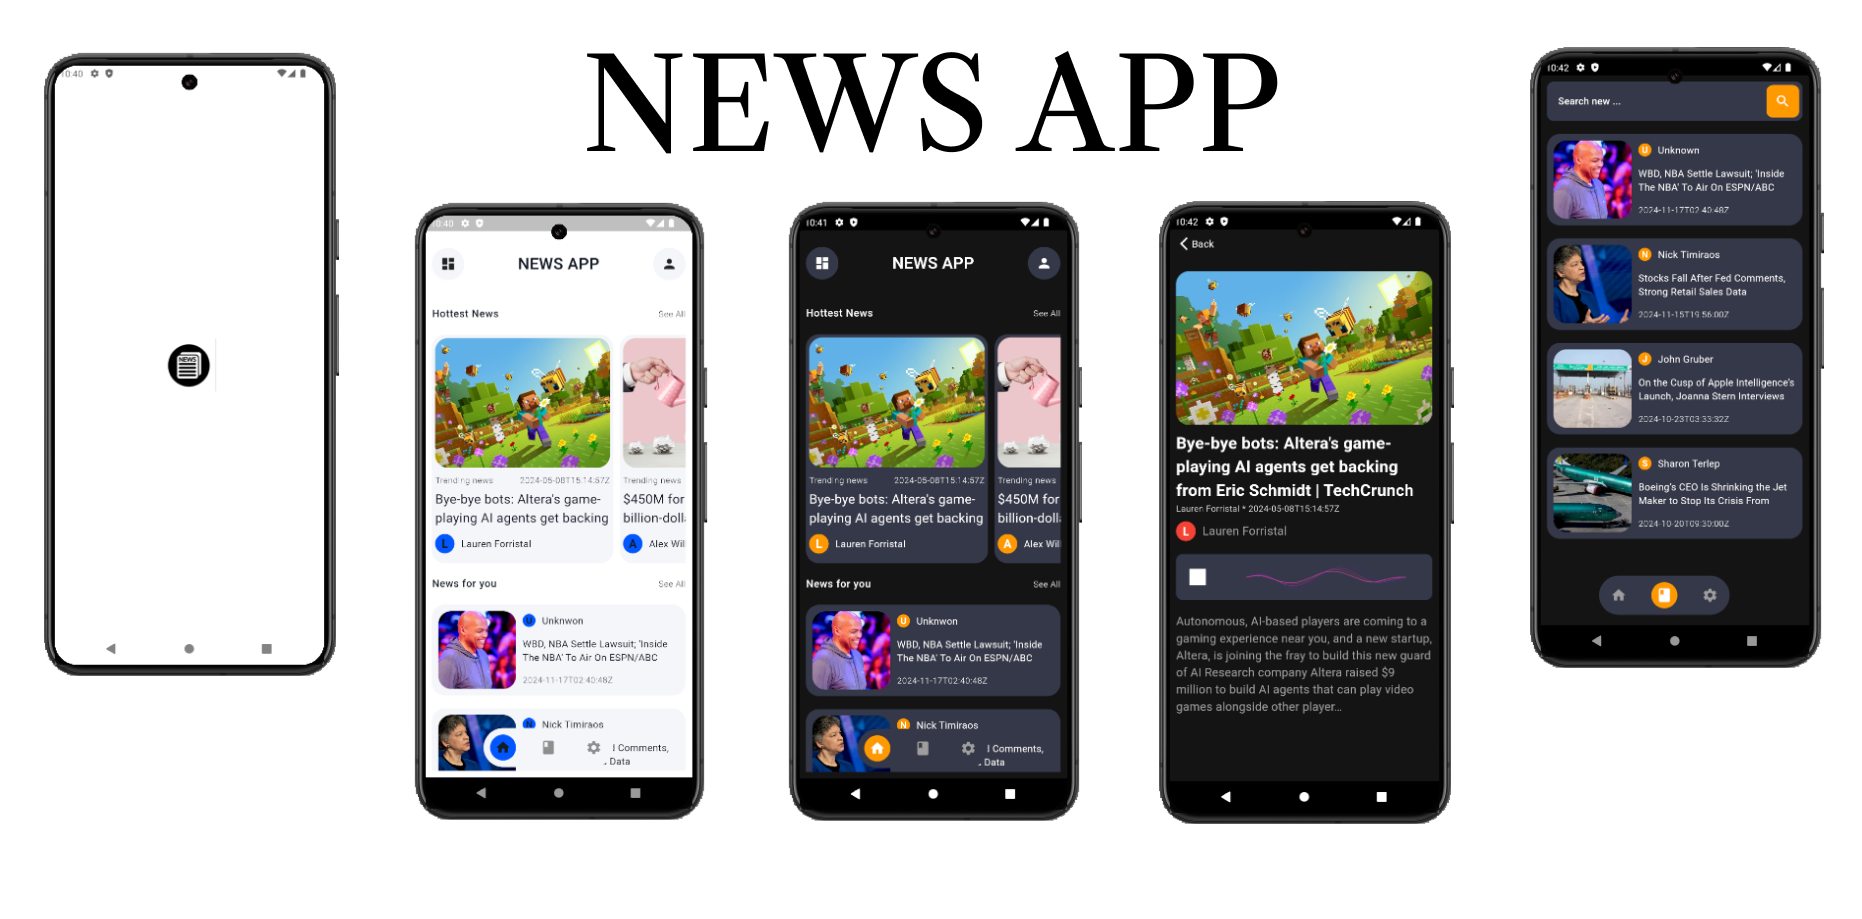 NEWS APP
10:40
NEWS
10:40
NEWS APP
Hottest News
See All
Trending news 2024-05-08T15:14:57Z
Bye-bye bots: Altera's game-
playing AI agents get backing
L Lauren Forristal
Trending news
$450M for
billion-doll
A Alex Wil
News for you
See All
U Unknwon
WBD, NBA Settle Lawsuit; 'Inside
The NBA' To Air On ESPN/ABC
2024-11-17T02:40:48Z
N Nick Timiraos
l Comments,
Data
10:41
NEWS APP
Hottest News
See All
Trending news 2024-05-08T15:14:57Z
Bye-bye bots: Altera's game-
playing AI agents get backing
L Lauren Forristal
Trending news
$450M for
billion-doll
A Alex Wil
News for you
See All
U Unknwon
WBD, NBA Settle Lawsuit; 'Inside
The NBA' To Air On ESPN/ABC
2024-11-17T02:40:48Z
N Nick Timiraos
l Comments,
Data
10:42
Back
Bye-bye bots: Altera's game-
playing AI agents get backing
from Eric Schmidt | TechCrunch
Lauren Forristal * 2024-05-08T15:14:57Z
L Lauren Forristal
Autonomous, AI-based players are coming to a
gaming experience near you, and a new startup,
Altera, is joining the fray to build this new guard
of AI Research company Altera raised $9
million to build AI agents that can play video
games alongside other player...
10:42
Search new ...
U Unknown
WBD, NBA Settle Lawsuit; 'Inside
The NBA' To Air On ESPN/ABC
2024-11-17T02:40:48Z
N Nick Timiraos
Stocks Fall After Fed Comments,
Strong Retail Sales Data
2024-11-15T19:56:00Z
J John Gruber
On the Cusp of Apple Intelligence's
Launch, Joanna Stern Interviews
2024-10-23T03:33:32Z
S Sharon Terlep
Boeing's CEO Is Shrinking the Jet
Maker to Stop Its Crisis From
2024-10-20T09:30:00Z